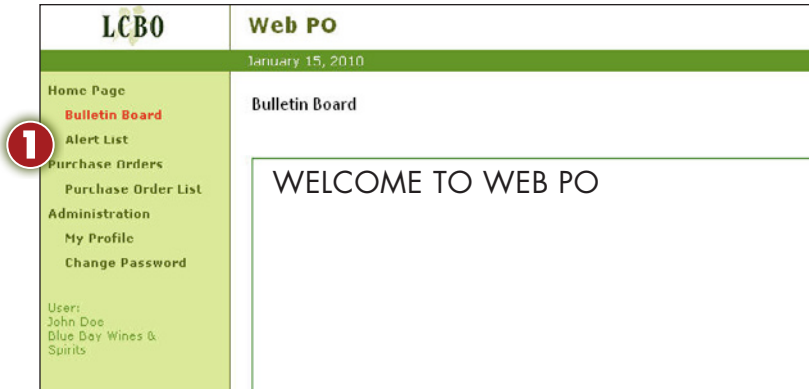 LCBO
Web PO
January 15, 2010
Home Page
Bulletin Board
Alert List
1
Purchase Orders
Purchase Order List
Administration
My Profile
Change Password
User:
John Doe
Blue Bay Wines &
Spirits
Bulletin Board
WELCOME TO WEB PO